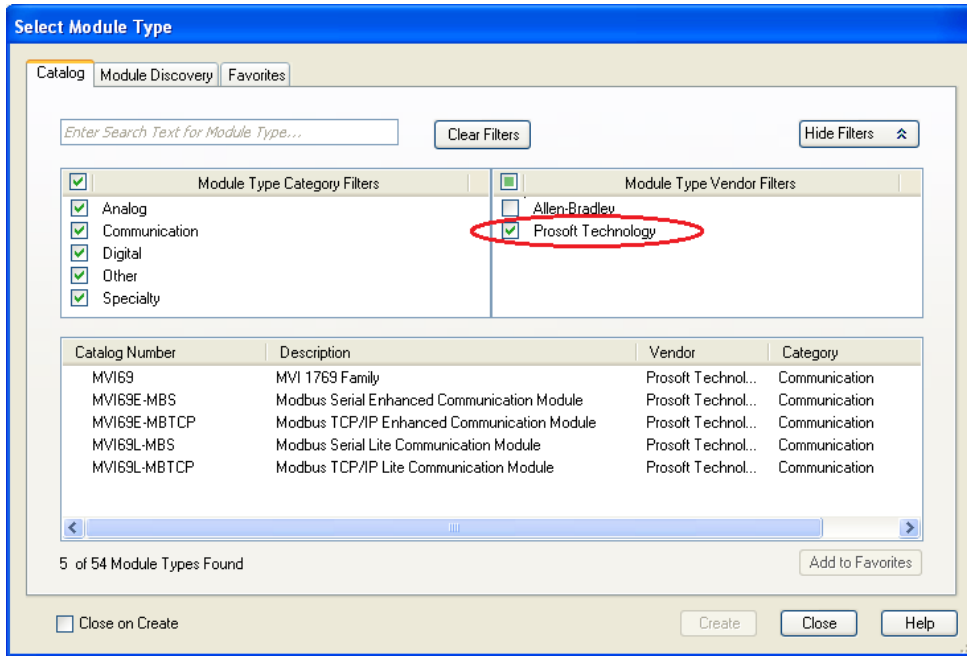 Select Module Type
Catalog Module Discovery Favorites
Enter Search Text for Module Type... Clear Filters Hide Filters
Module Type Category Filters Module Type Vendor Filters
Analog Allen-Bradley
Communication Prosoft Technology
Digital
Other
Specialty
Catalog Number Description Vendor Category
MVI69 MVI 1769 Family Prosoft Technol... Communication
MVI69E-MBS Modbus Serial Enhanced Communication Module Prosoft Technol... Communication
MVI69E-MBTCP Modbus TCP/IP Enhanced Communication Module Prosoft Technol... Communication
MVI69L-MBS Modbus Serial Lite Communication Module Prosoft Technol... Communication
MVI69L-MBTCP Modbus TCP/IP Lite Communication Module Prosoft Technol... Communication
5 of 54 Module Types Found Add to Favorites
Close on Create Create Close Help